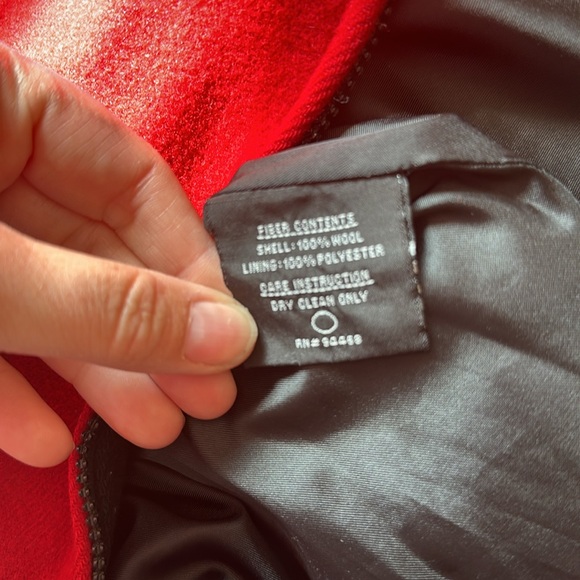 FIBER CONTENTS
SHELL: 100% WOOL
LINING: 100% POLYESTER
CARE INSTRUCTION
DRY CLEAN ONLY
RN#